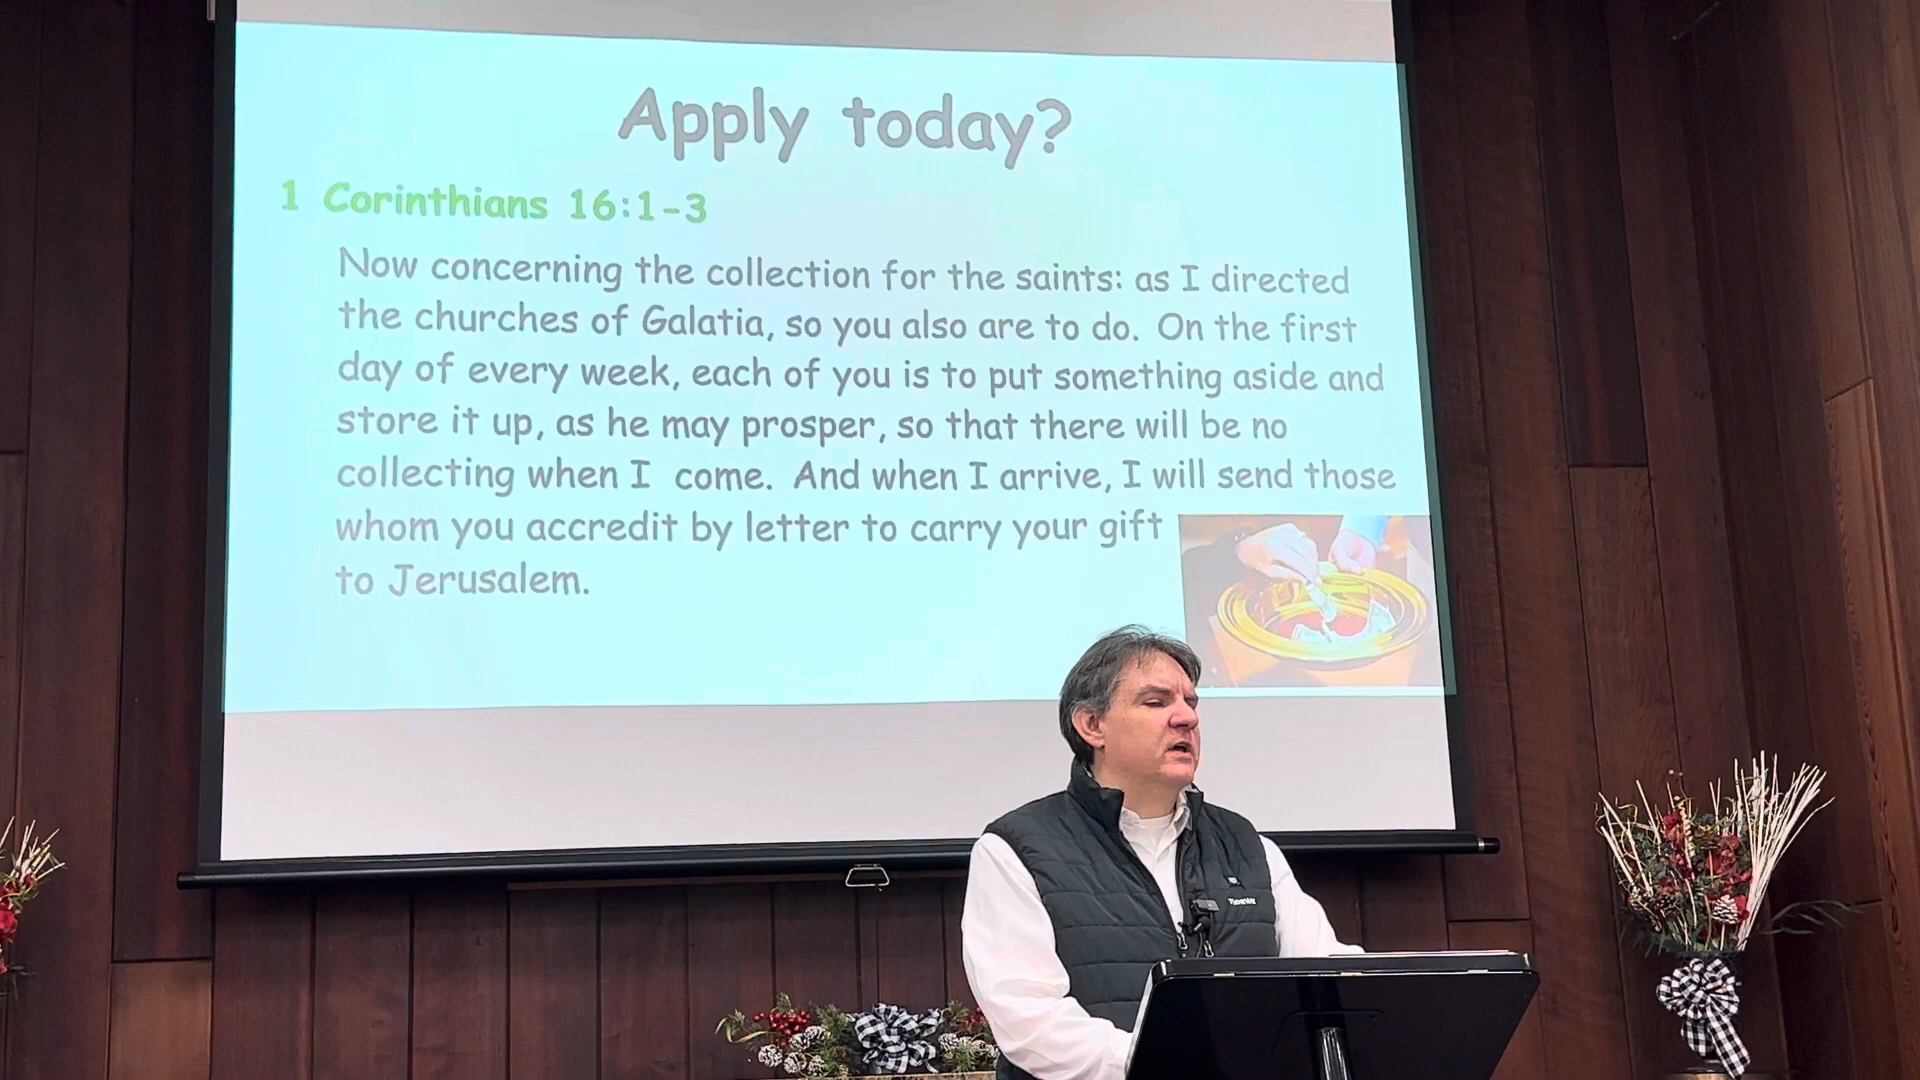 Apply today?
1 Corinthians 16:1-3
Now concerning the collection for the saints: as I directed
the churches of Galatia, so you also are to do. On the first
day of every week, each of you is to put something aside and
store it up, as he may prosper, so that there will be no
collecting when I come. And when I arrive, I will send those
whom you accredit by letter to carry your gift
to Jerusalem.